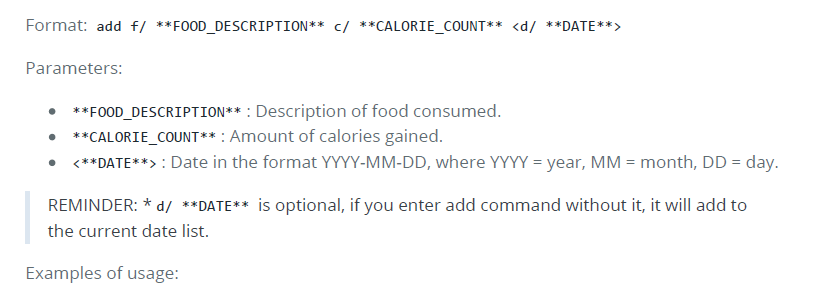 Format: add f/ **FOOD_DESCRIPTION** c/ **CALORIE_COUNT** <d/ **DATE**>
Parameters:
• **FOOD_DESCRIPTION** : Description of food consumed.
• **CALORIE_COUNT** : Amount of calories gained.
• <**DATE**> : Date in the format YYYY-MM-DD, where YYYY = year, MM = month, DD = day.
REMINDER: * d/ **DATE** is optional, if you enter add command without it, it will add to
the current date list.
Examples of usage: